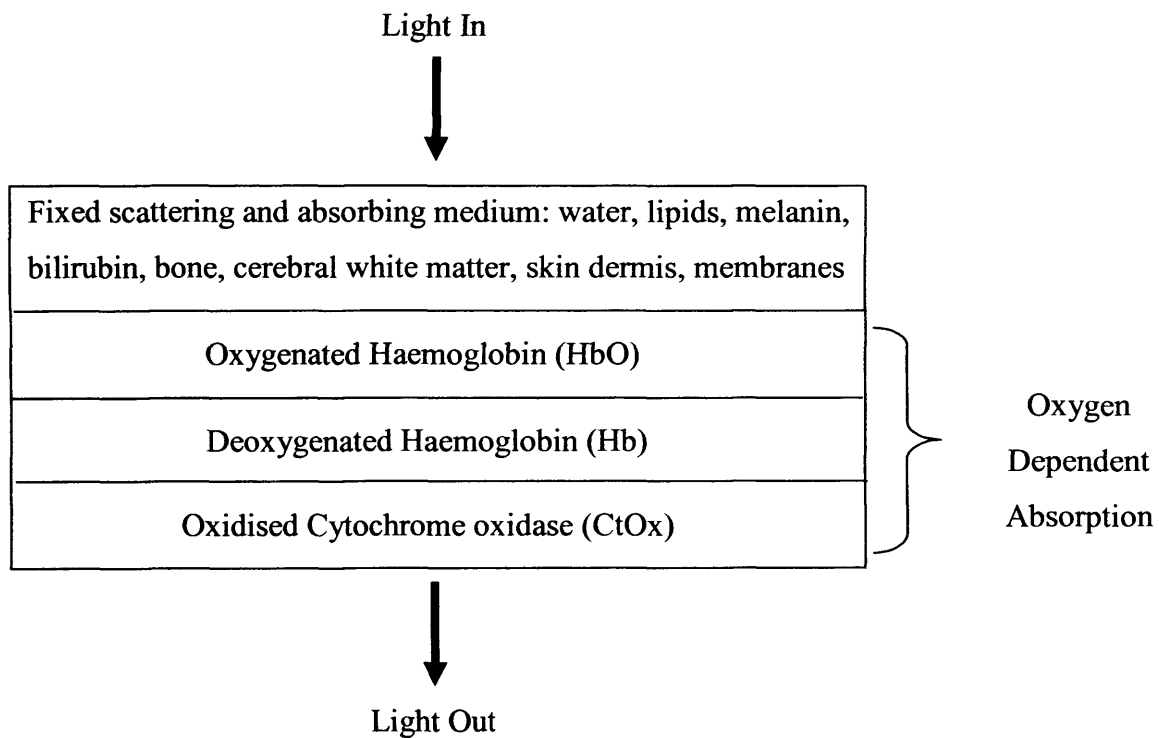 Light In
Fixed scattering and absorbing medium: water, lipids, melanin,
bilirubin, bone, cerebral white matter, skin dermis, membranes
Oxygenated Haemoglobin (HbO)
Deoxygenated Haemoglobin (Hb)
Oxidised Cytochrome oxidase (CtOx)
Oxygen
Dependent
Absorption
Light Out